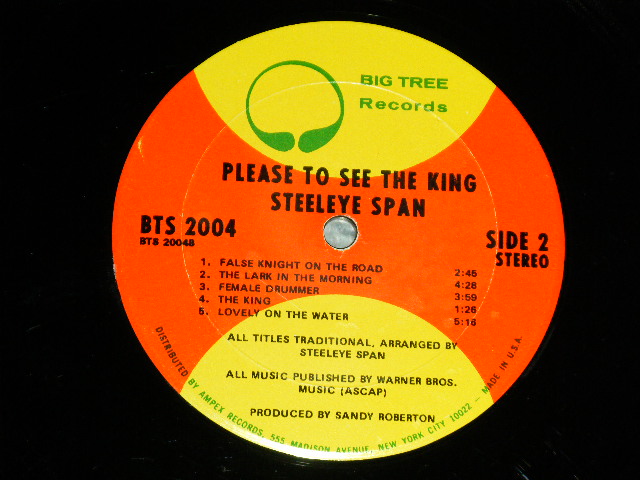 BIG TREE
Records
PLEASE TO SEE THE KING
STEELEYE SPAN
BTS 2004
BTS 2004B
SIDE 2
STEREO
1. FALSE KNIGHT ON THE ROAD 2:45
2. THE LARK IN THE MORNING 4:28
3. FEMALE DRUMMER 3:59
4. THE KING 1:26
5. LOVELY ON THE WATER 5:18
ALL TITLES TRADITIONAL, ARRANGED BY
STEELEYE SPAN
ALL MUSIC PUBLISHED BY WARNER BROS.
MUSIC (ASCAP)
PRODUCED BY SANDY ROBERTON
DISTRIBUTED BY AMPEX RECORDS, 555 MADISON AVENUE, NEW YORK CITY 10022 - MADE IN U.S.A.